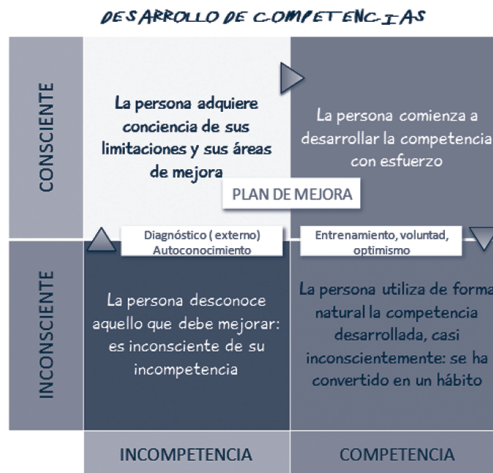 DESARROLLO DE COMPETENCIAS
CONSCIENTE
La persona adquiere
conciencia de sus
limitaciones y sus áreas
de mejora
La persona comienza a
desarrollar la competencia
con esfuerzo
PLAN DE MEJORA
Diagnóstico ( externo)
Autoconocimiento
Entrenamiento, voluntad,
optimismo
INCONSCIENTE
La persona desconoce
aquello que debe mejorar:
es inconsciente de su
incompetencia
La persona utiliza de forma
natural la competencia
desarrollada, casi
inconscientemente: se ha
convertido en un hábito
INCOMPETENCIA
COMPETENCIA